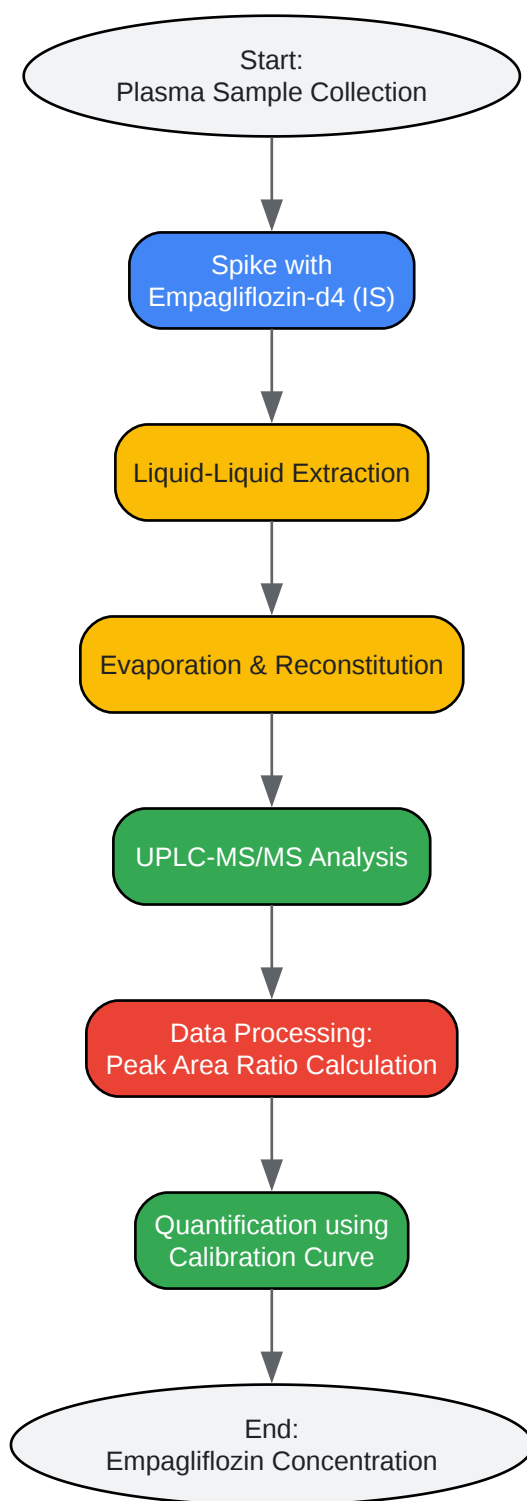 Start:
Plasma Sample Collection
Spike with
Empagliflozin-d4 (IS)
Liquid-Liquid Extraction
Evaporation & Reconstitution
UPLC-MS/MS Analysis
Data Processing:
Peak Area Ratio Calculation
Quantification using
Calibration Curve
End:
Empagliflozin Concentration